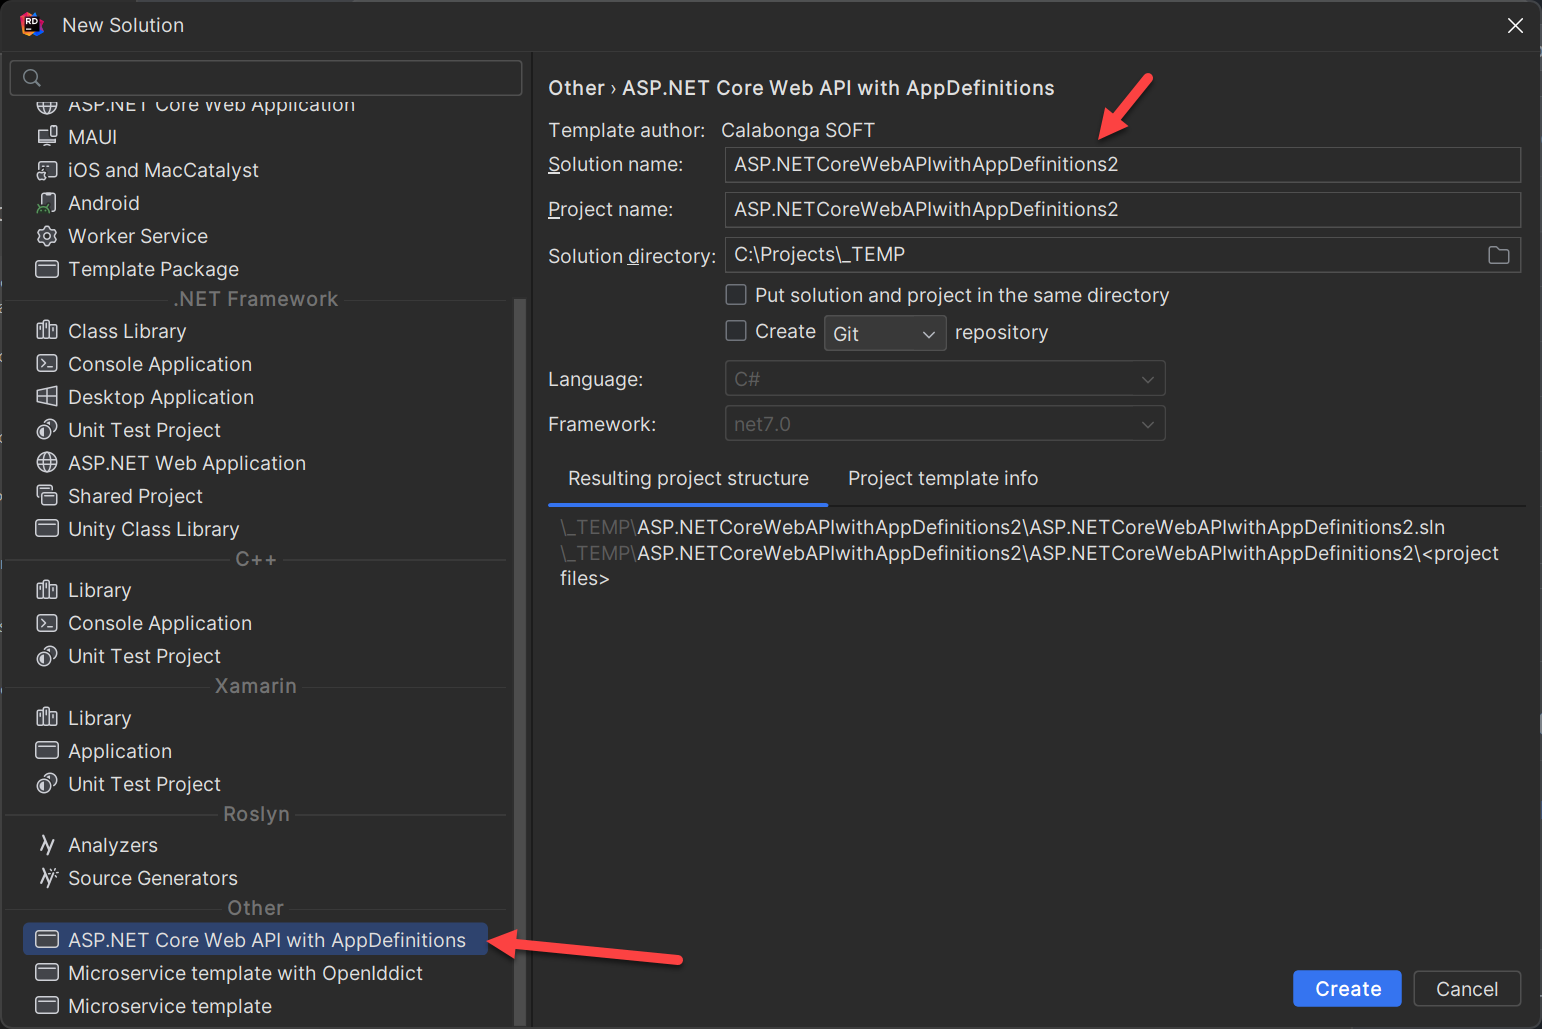 RD
New Solution
ASP.NET Core Web Application
MAUI
iOS and MacCatalyst
Android
Worker Service
Template Package
.NET Framework
Class Library
Console Application
Desktop Application
Unit Test Project
ASP.NET Web Application
Shared Project
Unity Class Library
C++
Library
Console Application
Unit Test Project
Xamarin
Library
Application
Unit Test Project
Roslyn
Analyzers
Source Generators
Other
ASP.NET Core Web API with AppDefinitions
Microservice template with OpenIddict
Microservice template
Other › ASP.NET Core Web API with AppDefinitions
Template author: Calabonga SOFT
Solution name: ASP.NETCoreWebAPIwithAppDefinitions2
Project name: ASP.NETCoreWebAPIwithAppDefinitions2
Solution directory: C:\Projects\_TEMP
Put solution and project in the same directory
Create Git repository
Language: C#
Framework: net7.0
Resulting project structure Project template info
\_TEMP\ASP.NETCoreWebAPIwithAppDefinitions2\ASP.NETCoreWebAPIwithAppDefinitions2.sln
\_TEMP\ASP.NETCoreWebAPIwithAppDefinitions2\ASP.NETCoreWebAPIwithAppDefinitions2\<project
files>
Create Cancel